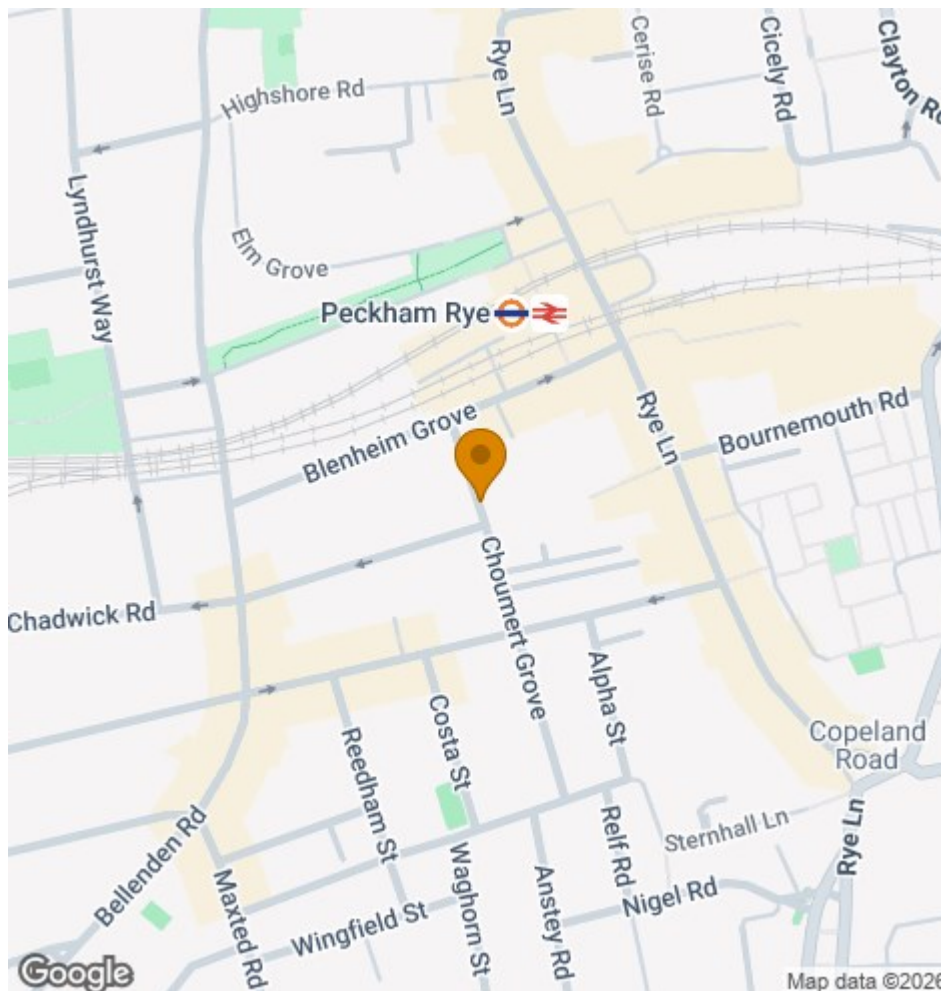 Rye Ln
Cerise Rd
Cicely Rd
Clayton Ro
Highshore Rd
Lyndhurst Way
Elm Grove
Peckham Rye
Rye Ln
Bournemouth Rd
Blenheim Grove
Chadwick Rd
Choumert Grove
Alpha St
Costa St
Reedham St
Copeland
Road
Bellenden Rd
Maxted Rd
Wingfield St
Waghorn St
Anstey Rd
Relf Rd
Nigel Rd
Sternhall Ln
Rye Ln
Google
Map data ©2026